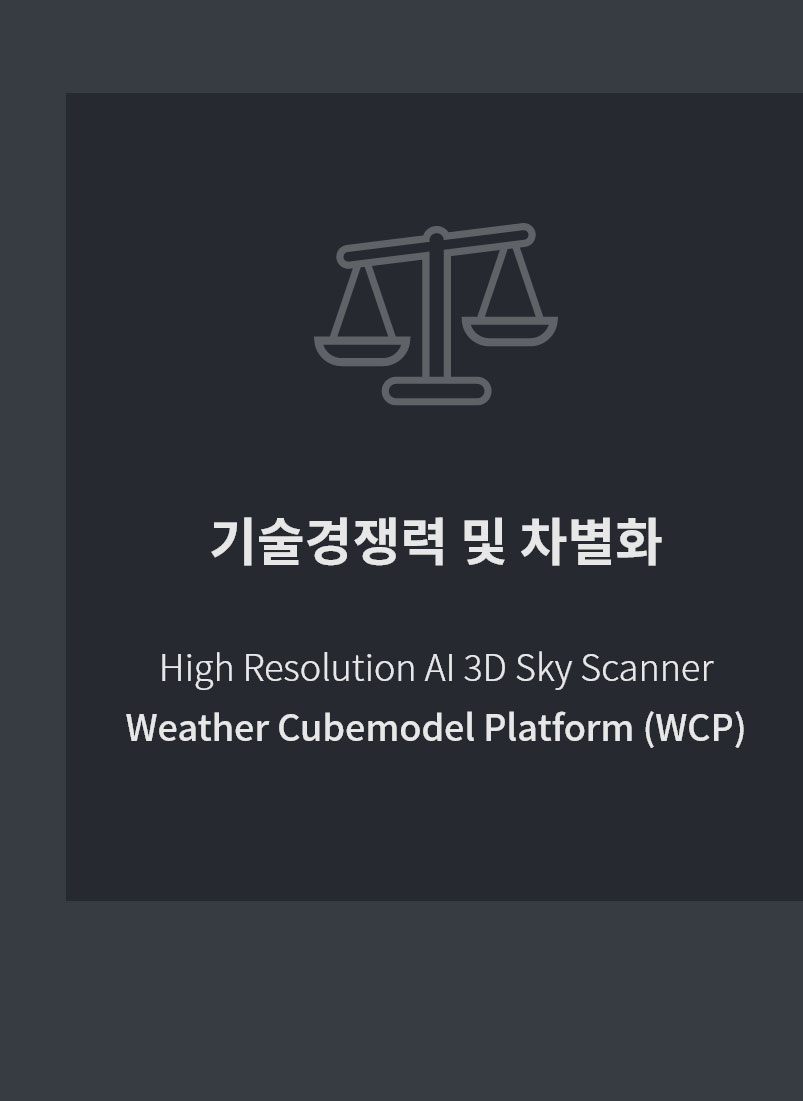 기술경쟁력 및 차별화
High Resolution AI 3D Sky Scanner
Weather Cubemodel Platform (WCP)